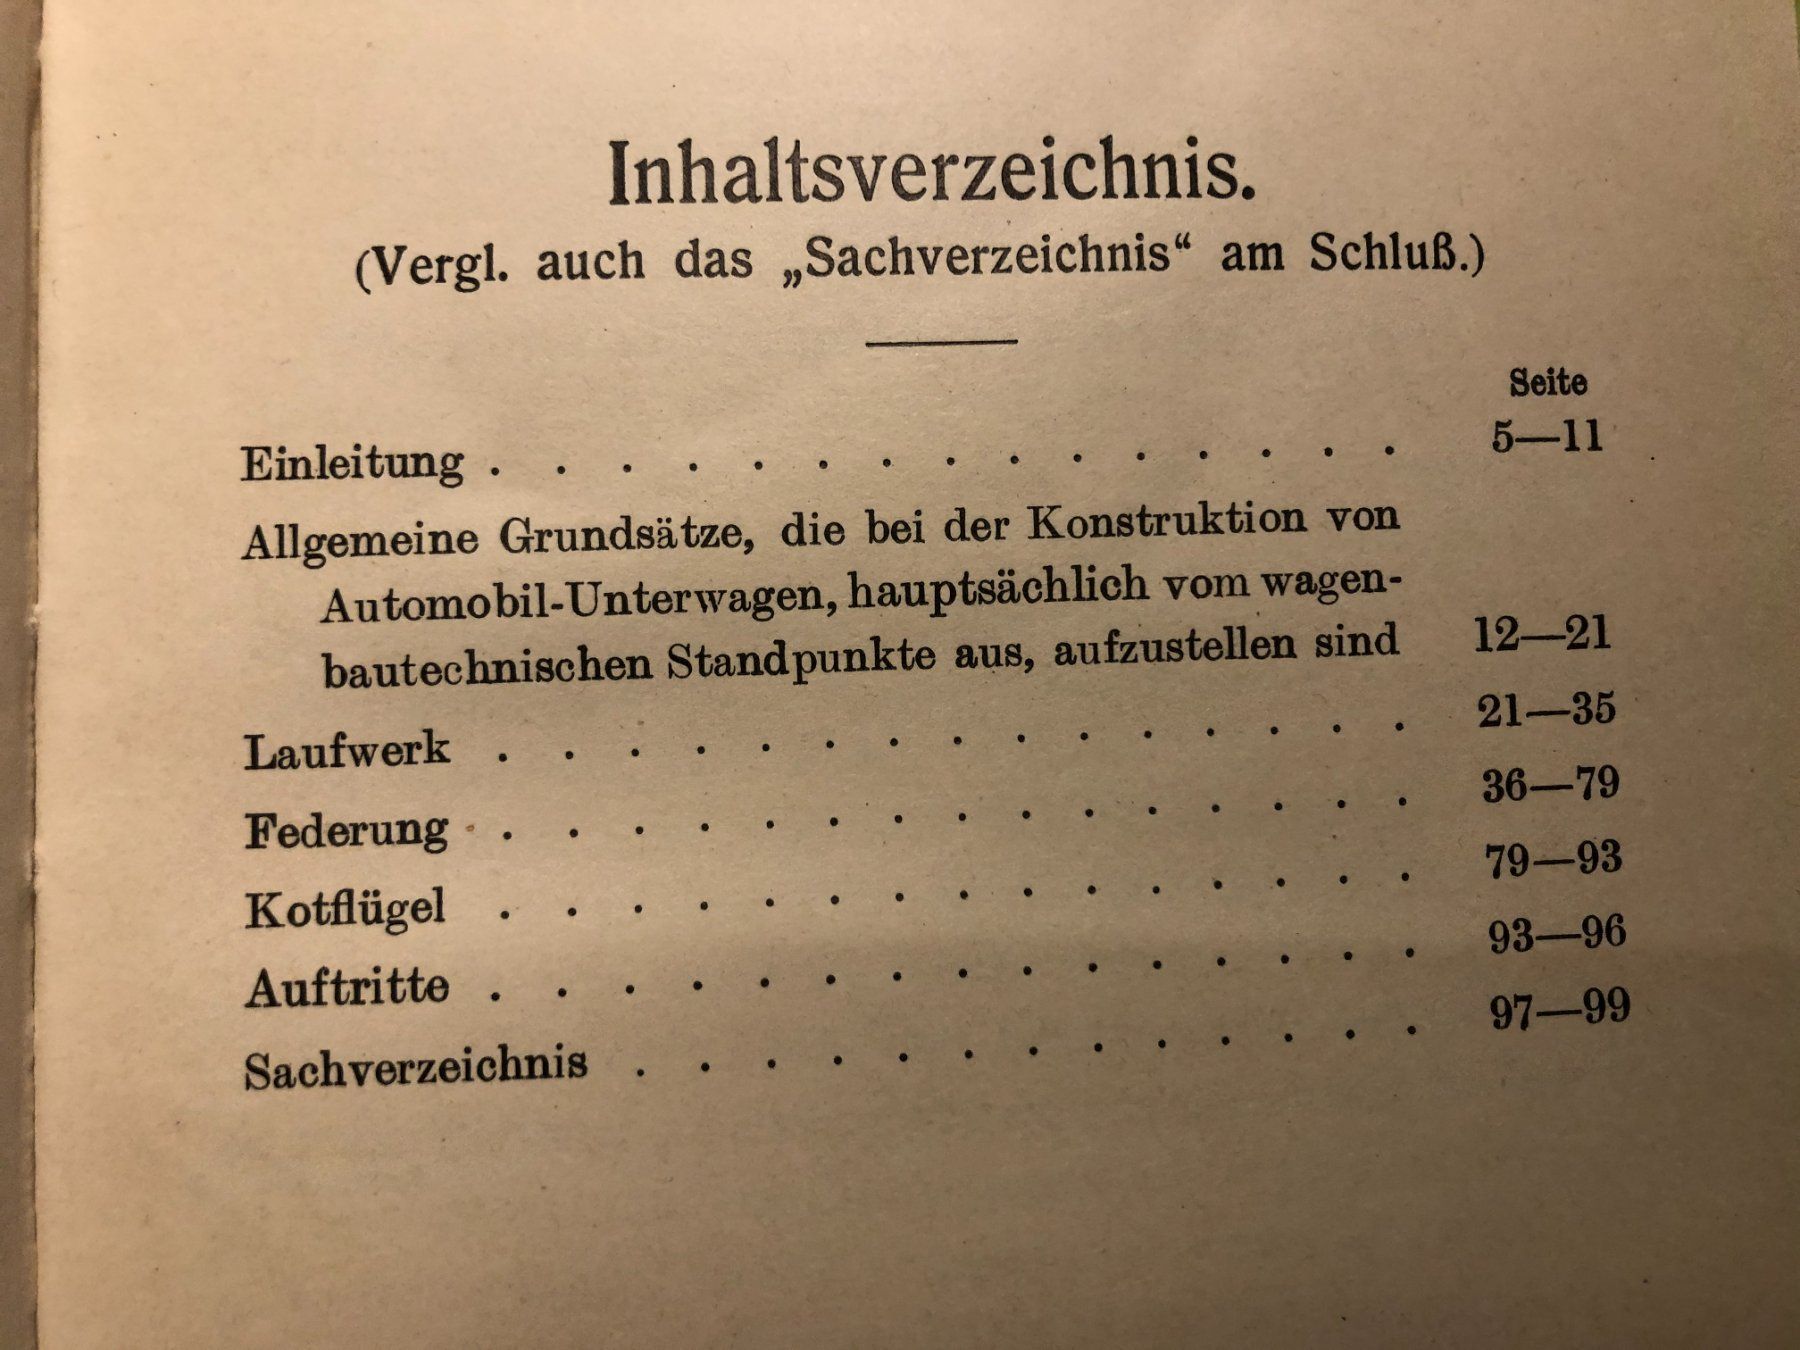 Inhaltsverzeichnis.
(Vergl. auch das „Sachverzeichnis“ am Schluß.)
Seite
Einleitung . . . . . . . . . . . . . . . 5—11
Allgemeine Grundsätze, die bei der Konstruktion von
Automobil-Unterwagen, hauptsächlich vom wagen-
bautechnischen Standpunkte aus, aufzustellen sind 12—21
Laufwerk . . . . . . . . . . . . . . . 21—35
Federung . . . . . . . . . . . . . . . 36—79
Kotflügel . . . . . . . . . . . . . . . 79—93
Auftritte . . . . . . . . . . . . . . . 93—96
Sachverzeichnis . . . . . . . . . . . . . 97—99